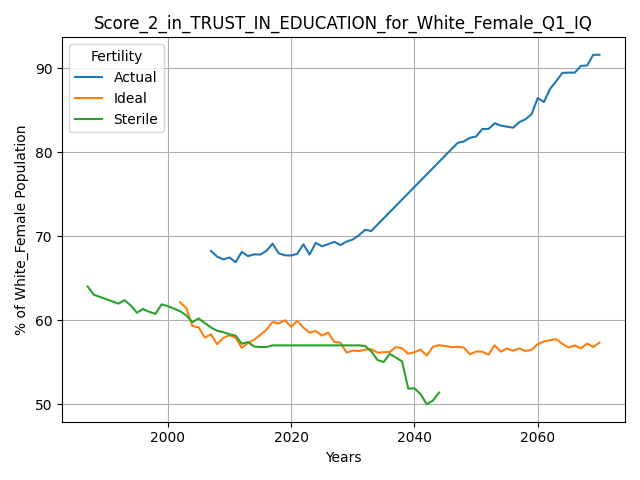 Score_2_in_TRUST_IN_EDUCATION_for_White_Female_Q1_IQ
Fertility
Actual
Ideal
Sterile
% of White_Female Population
90
80
70
60
50
2000
2020
2040
2060
Years